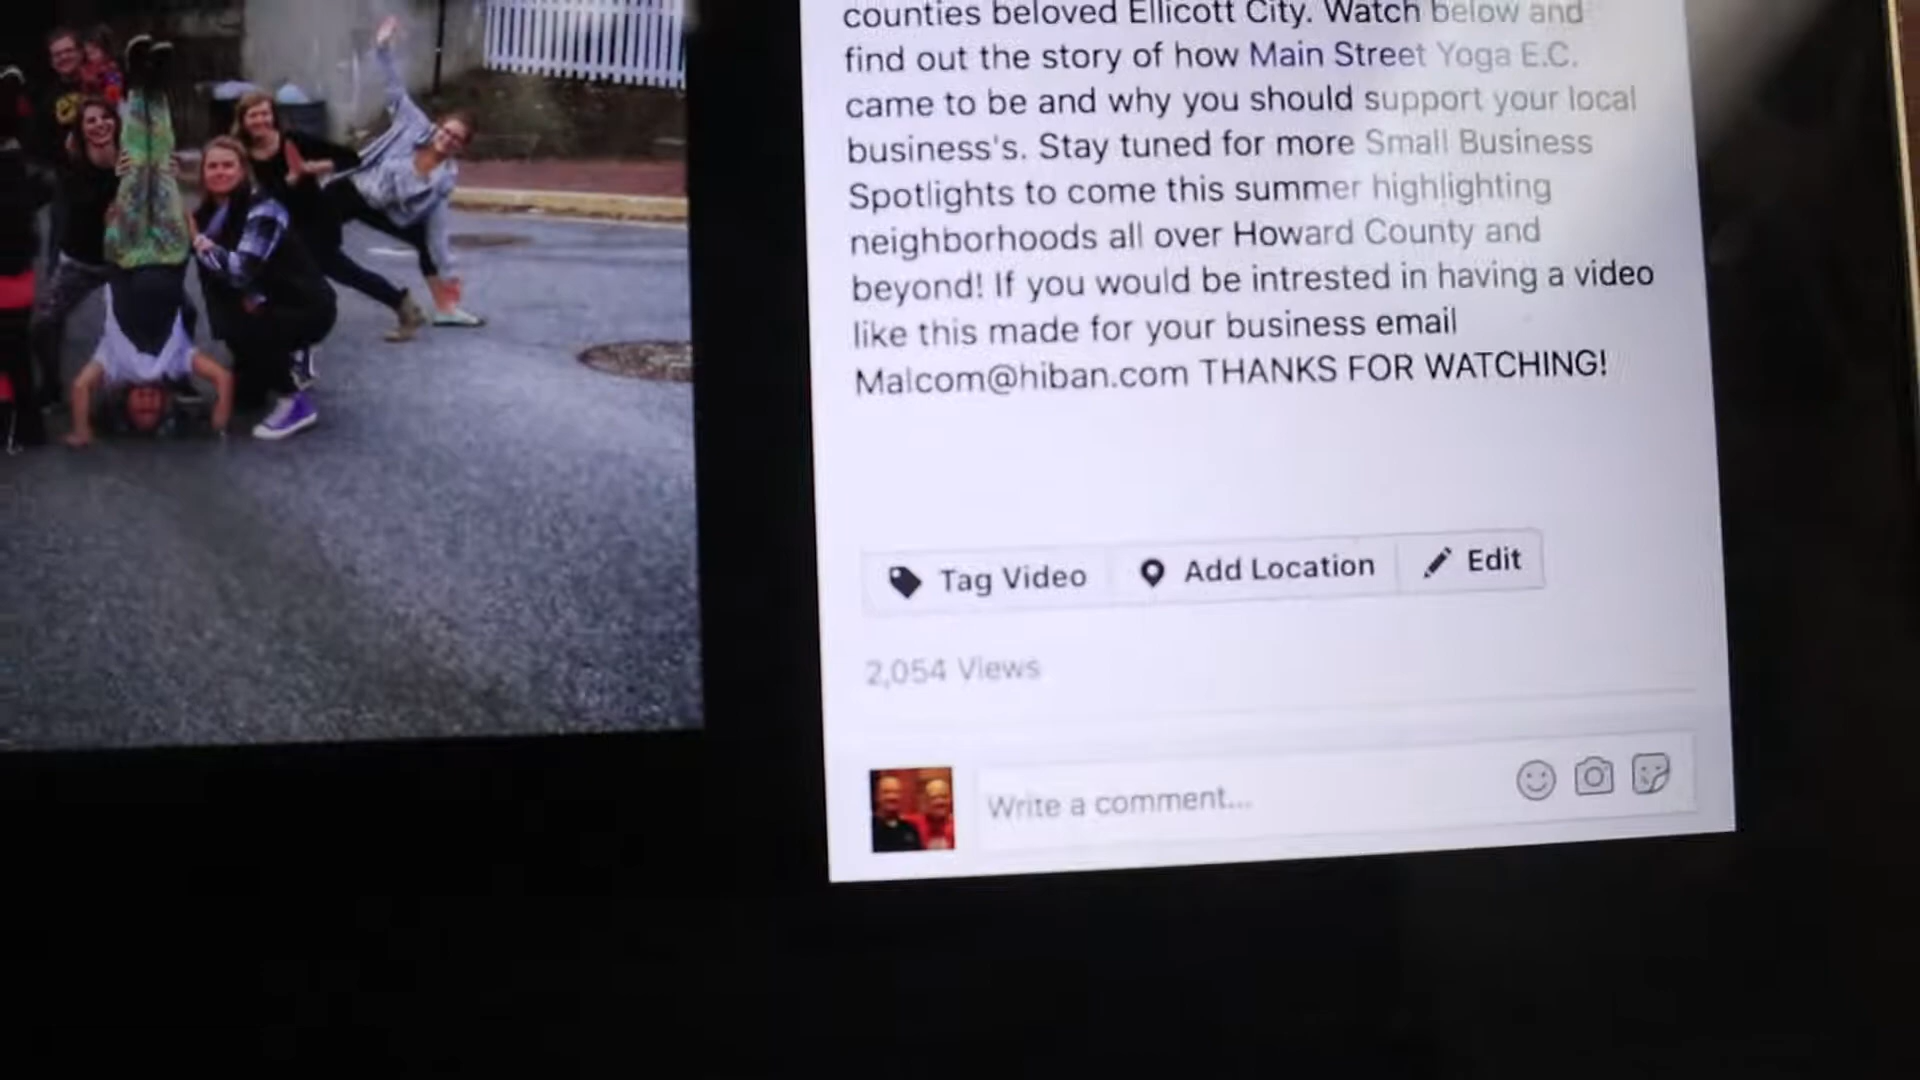 counties beloved Ellicott City. Watch below and
find out the story of how Main Street Yoga E.C.
came to be and why you should support your local
business's. Stay tuned for more Small Business
Spotlights to come this summer highlighting
neighborhoods all over Howard County and
beyond! If you would be intrested in having a video
like this made for your business email
Malcom@hiban.com THANKS FOR WATCHING!
Tag Video Add Location Edit
2,054 Views
Write a comment...